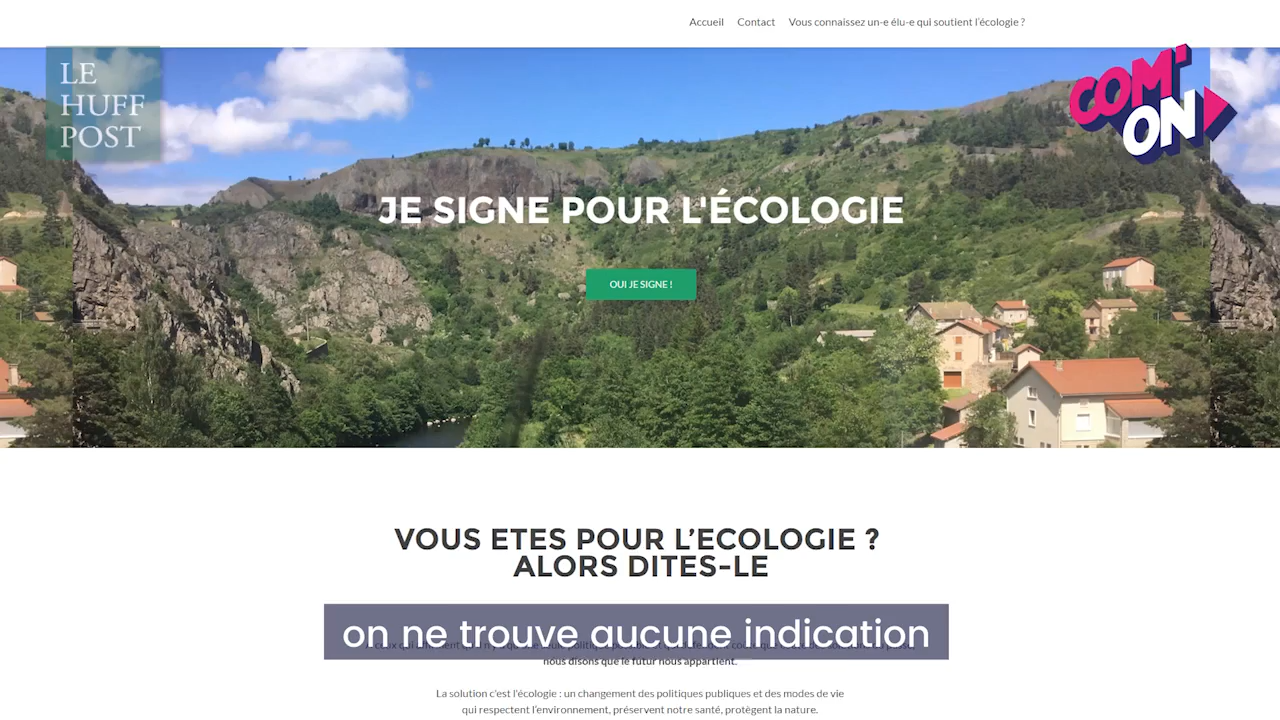 Accueil Contact Vous connaissez un-e élu-e qui soutient l'écologie ?
LE
HUFF
POST
COM'
ON
JE SIGNE POUR L'ÉCOLOGIE
OUI JE SIGNE !
VOUS ETES POUR L'ECOLOGIE ?
ALORS DITES-LE
on ne trouve aucune indication
nous disons que le futur nous appartient.
La solution c'est l'écologie : un changement des politiques publiques et des modes de vie
qui respectent l'environnement, préservent notre santé, protègent la nature.